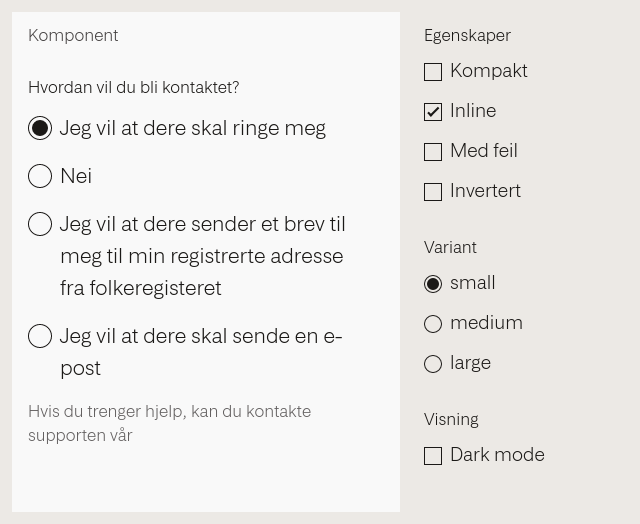 Komponent
Hvordan vil du bli kontaktet?
Jeg vil at dere skal ringe meg
Nei
Jeg vil at dere sender et brev til
meg til min registrerte adresse
fra folkeregisteret
Jeg vil at dere skal sende en e-
post
Hvis du trenger hjelp, kan du kontakte
supporten vår
Egenskaper
Kompakt
Inline
Med feil
Invertert
Variant
small
medium
large
Visning
Dark mode